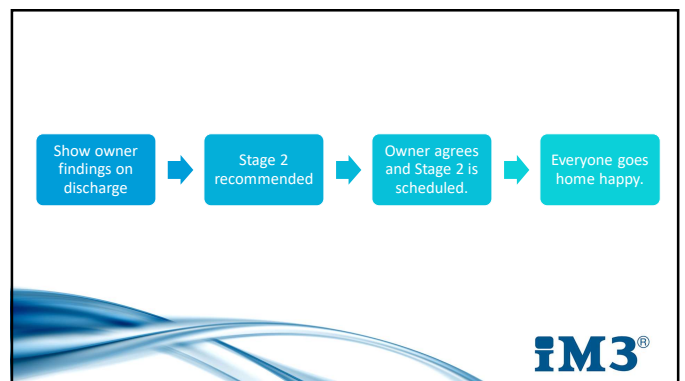 Show owner
findings on
discharge
Stage 2
recommended
Owner agrees
and Stage 2 is
scheduled.
Everyone goes
home happy.
iM3®